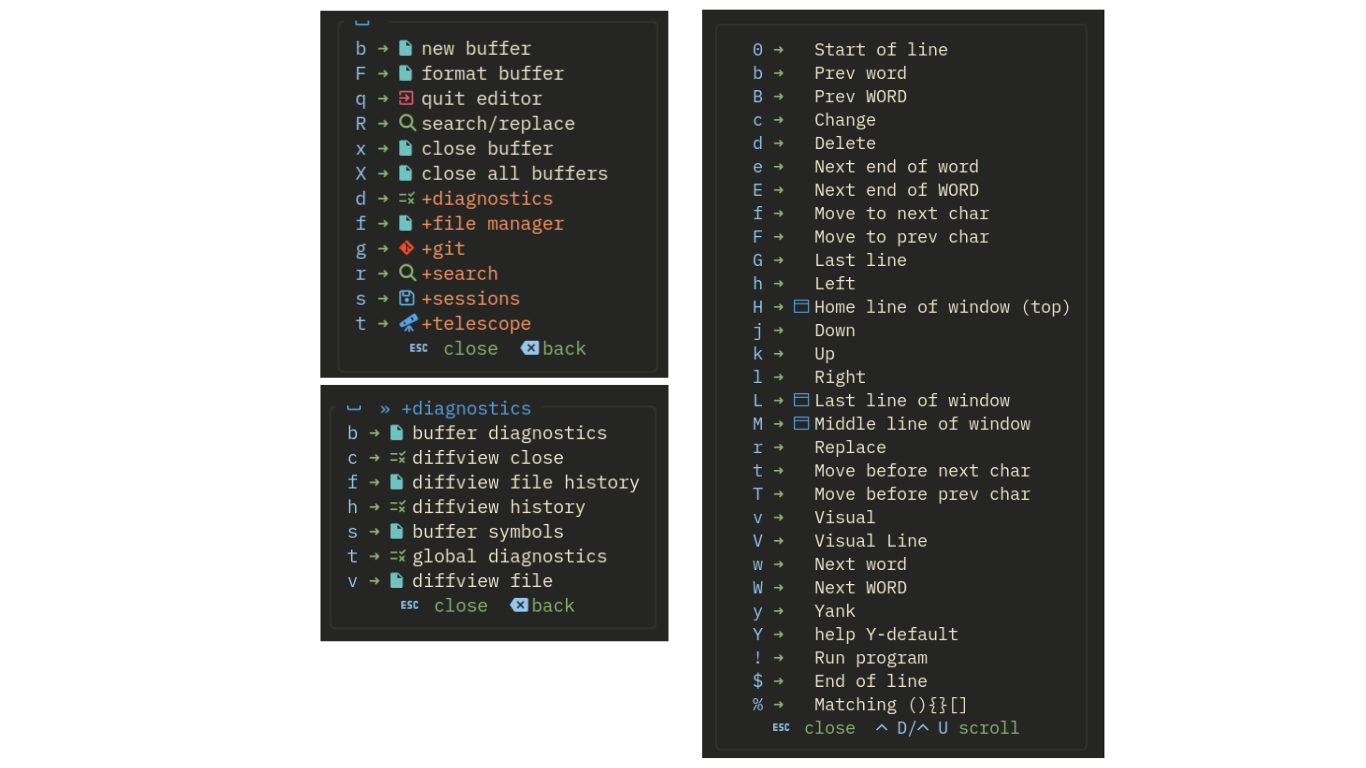 b → new buffer
F → format buffer
q → quit editor
R → search/replace
x → close buffer
X → close all buffers
d → +diagnostics
f → +file manager
g → +git
r → +search
s → +sessions
t → +telescope
ESC close back
» +diagnostics
b → buffer diagnostics
c → diffview close
f → diffview file history
h → diffview history
s → buffer symbols
t → global diagnostics
v → diffview file
ESC close back
0 → Start of line
b → Prev word
B → Prev WORD
c → Change
d → Delete
e → Next end of word
E → Next end of WORD
f → Move to next char
F → Move to prev char
G → Last line
h → Left
H → Home line of window (top)
j → Down
k → Up
l → Right
L → Last line of window
M → Middle line of window
r → Replace
t → Move before next char
T → Move before prev char
v → Visual
V → Visual Line
w → Next word
W → Next WORD
y → Yank
Y → help Y-default
! → Run program
$ → End of line
% → Matching (){}[]
ESC close ^ D/^ U scroll